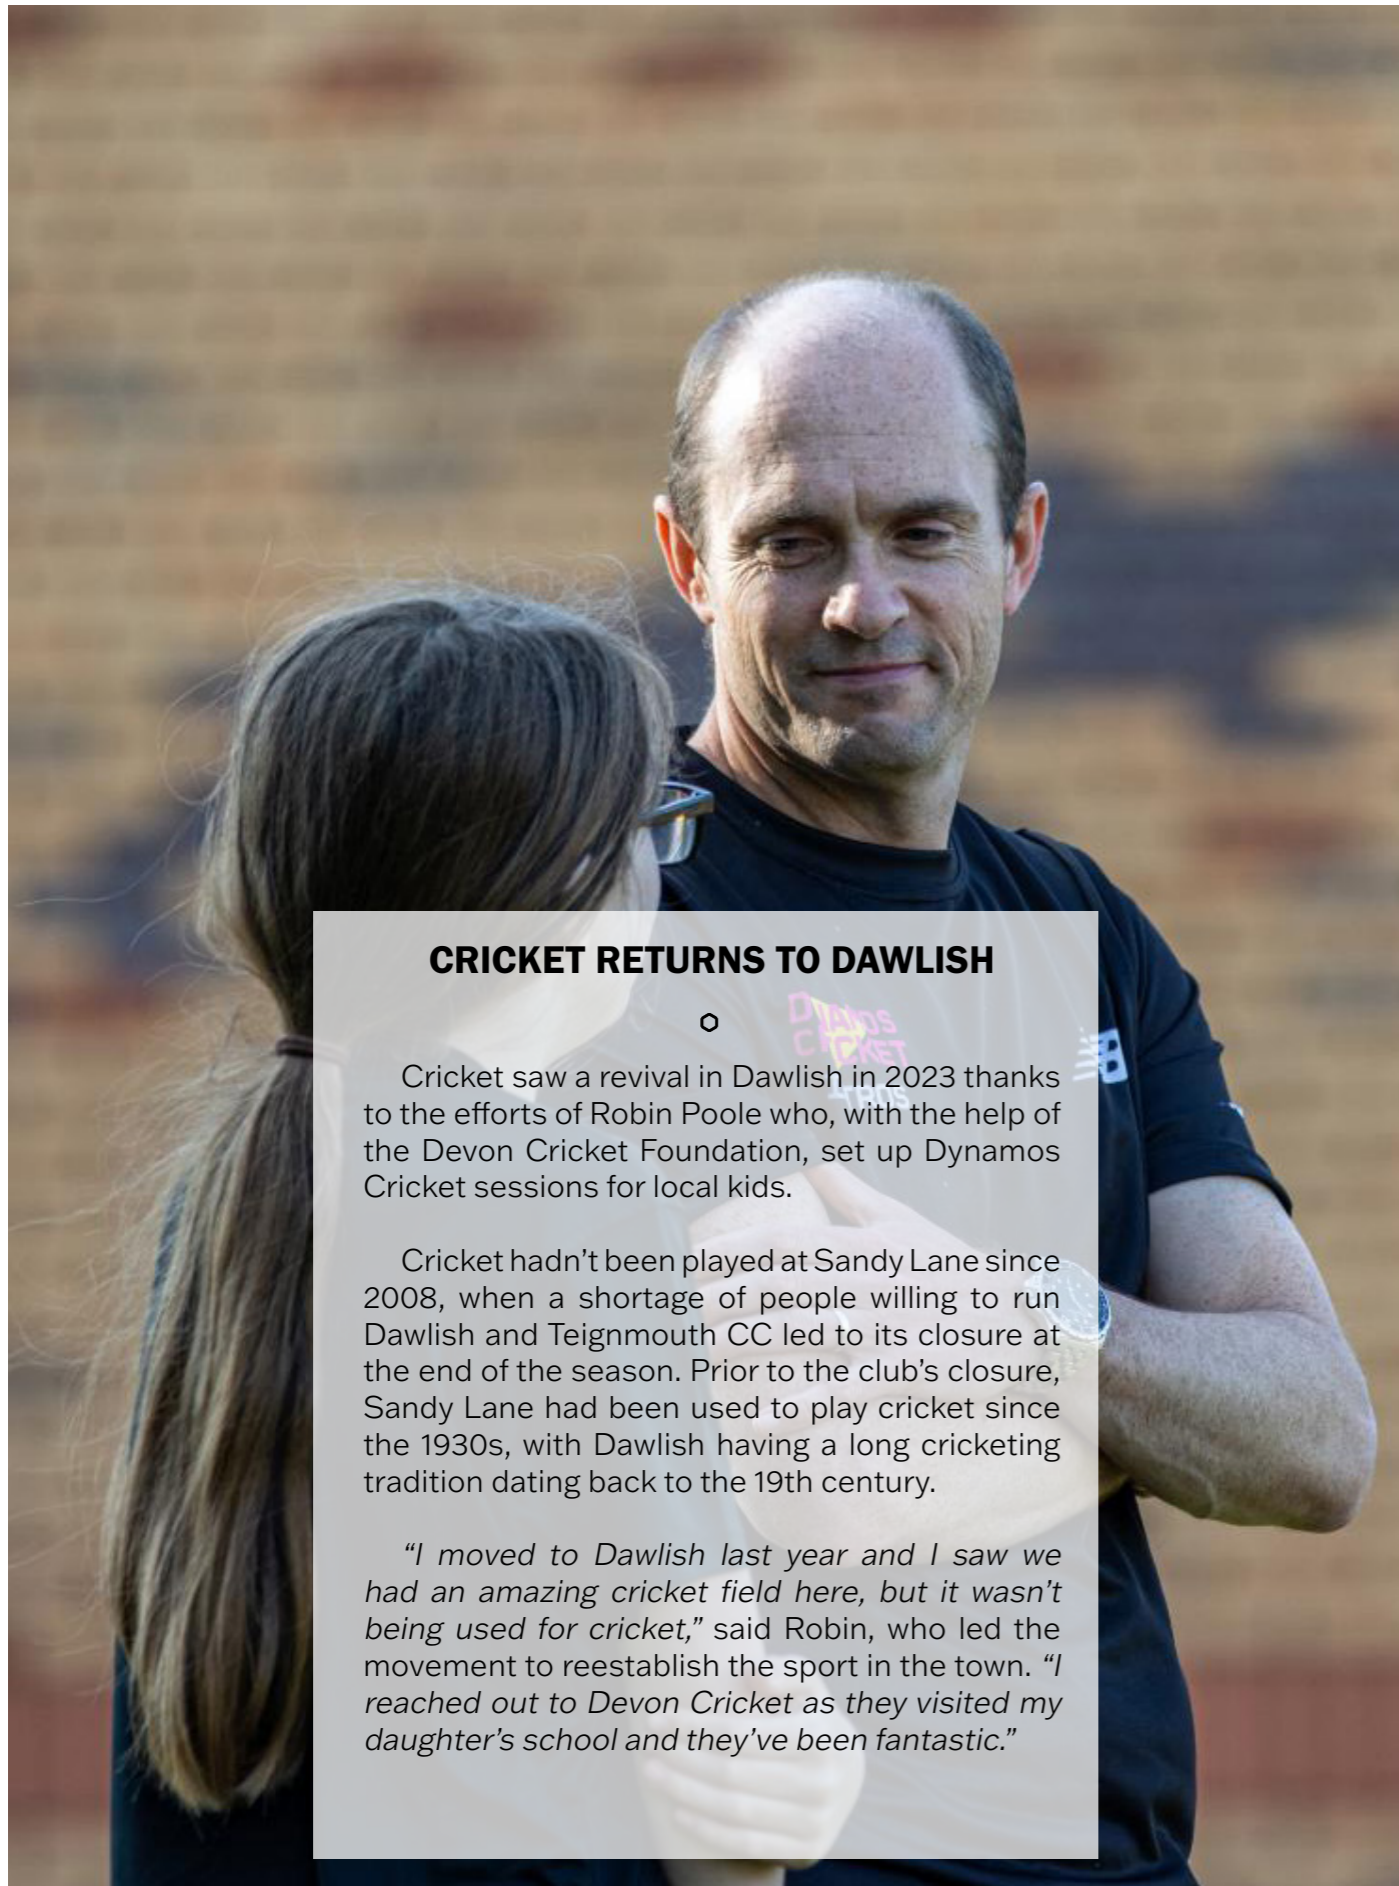 CRICKET RETURNS TO DAWLISH
Cricket saw a revival in Dawlish in 2023 thanks
to the efforts of Robin Poole who, with the help of
the Devon Cricket Foundation, set up Dynamos
Cricket sessions for local kids.
Cricket hadn’t been played at Sandy Lane since
2008, when a shortage of people willing to run
Dawlish and Teignmouth CC led to its closure at
the end of the season. Prior to the club’s closure,
Sandy Lane had been used to play cricket since
the 1930s, with Dawlish having a long cricketing
tradition dating back to the 19th century.
“I moved to Dawlish last year and I saw we
had an amazing cricket field here, but it wasn’t
being used for cricket,” said Robin, who led the
movement to reestablish the sport in the town. “I
reached out to Devon Cricket as they visited my
daughter’s school and they’ve been fantastic.”
CRICKET